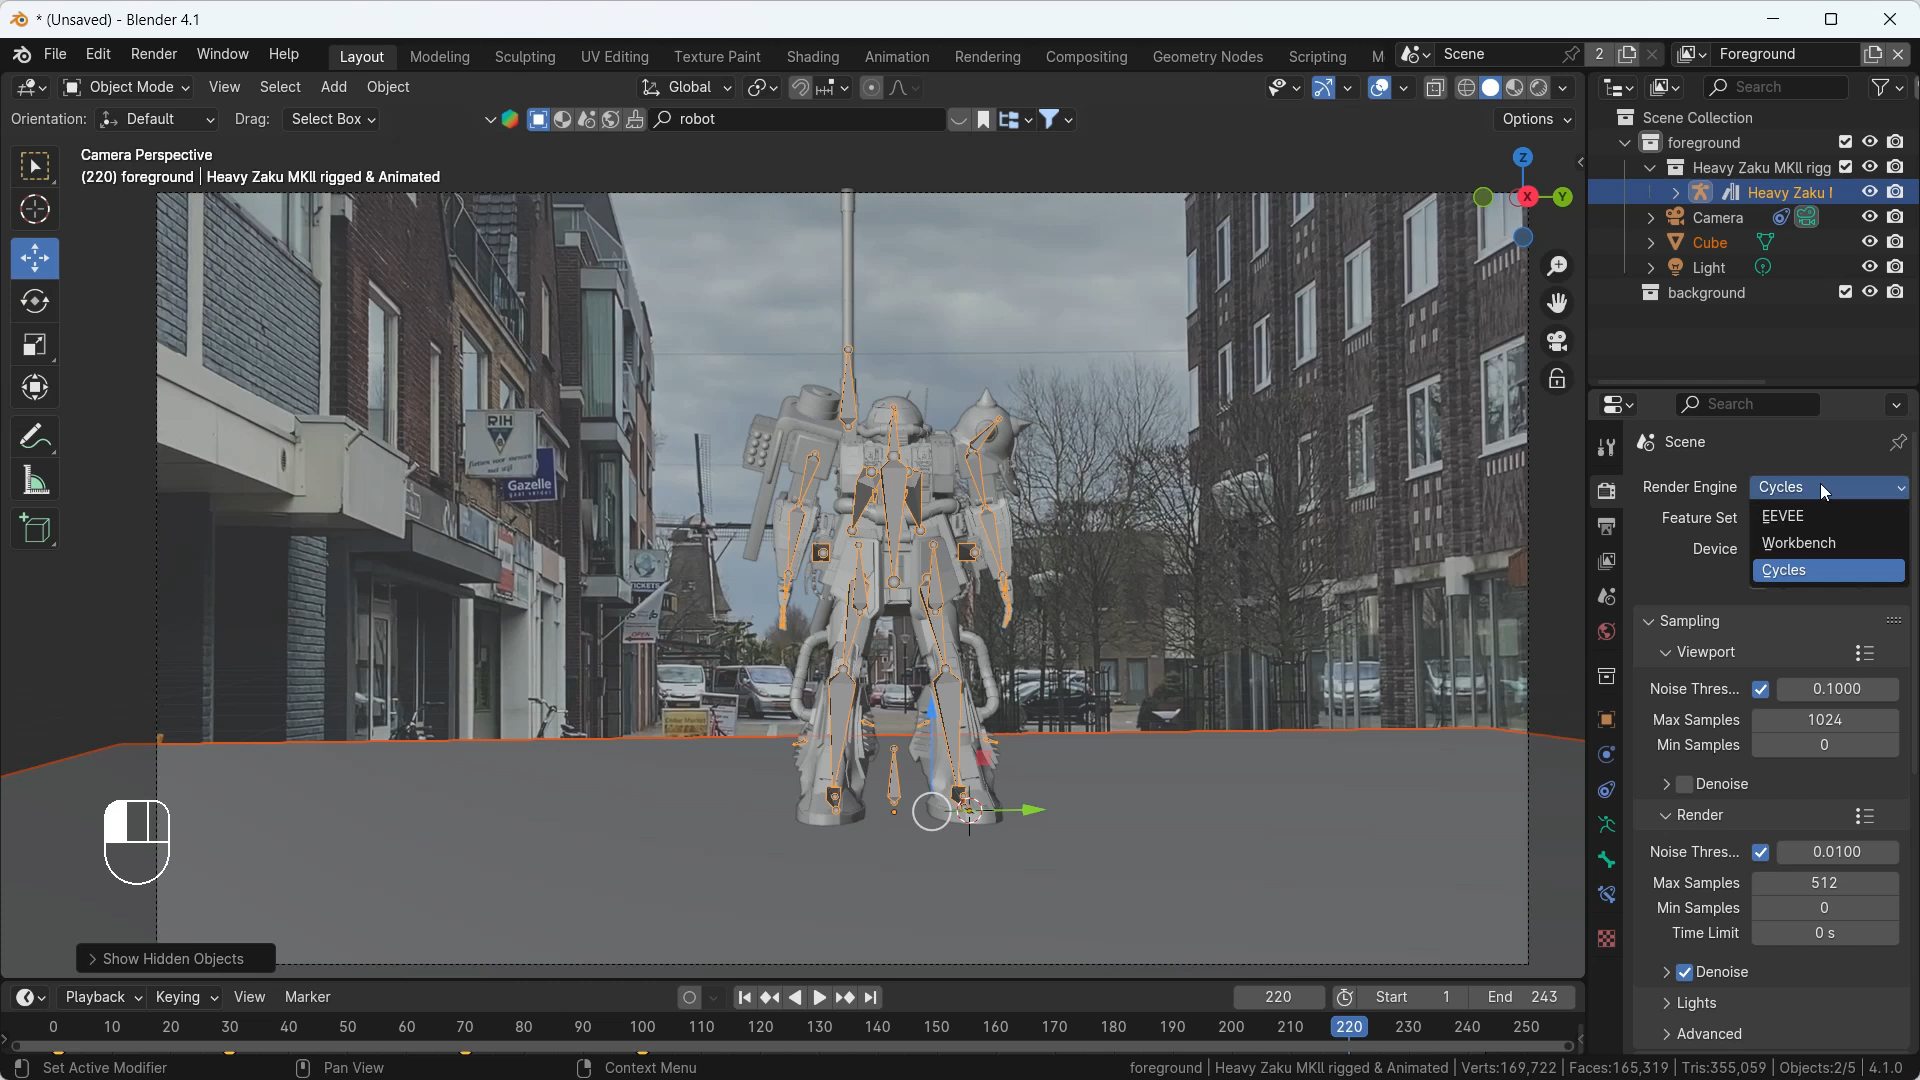 * (Unsaved) - Blender 4.1
File Edit Render Window Help Layout Modeling Sculpting UV Editing Texture Paint Shading Animation Rendering Compositing Geometry Nodes Scripting M Scene 2 Foreground
Object Mode View Select Add Object Global Search
Orientation: Default Drag: Select Box robot Options
Camera Perspective
(220) foreground | Heavy Zaku MKII rigged & Animated
Z
X
Y
Scene Collection
foreground
Heavy Zaku MKII rigg
Heavy Zaku
Camera
Cube
Light
background
RIH
Gazelle
TICKETS
OPEN
Search
Scene
Render Engine Cycles
EEVEE
Feature Set
Workbench
Device
Cycles
Sampling
Viewport
Noise Thres... 0.1000
Max Samples 1024
Min Samples 0
Denoise
Render
Noise Thres... 0.0100
Max Samples 512
Min Samples 0
Time Limit 0 s
Denoise
Lights
Advanced
Show Hidden Objects
Playback Keying View Marker 220 Start 1 End 243
0 10 20 30 40 50 60 70 80 90 100 110 120 130 140 150 160 170 180 190 200 210 220 230 240 250
Set Active Modifier Pan View Context Menu foreground | Heavy Zaku MKII rigged & Animated | Verts:169,722 | Faces:165,319 | Tris:355,059 | Objects:2/5 | 4.1.0